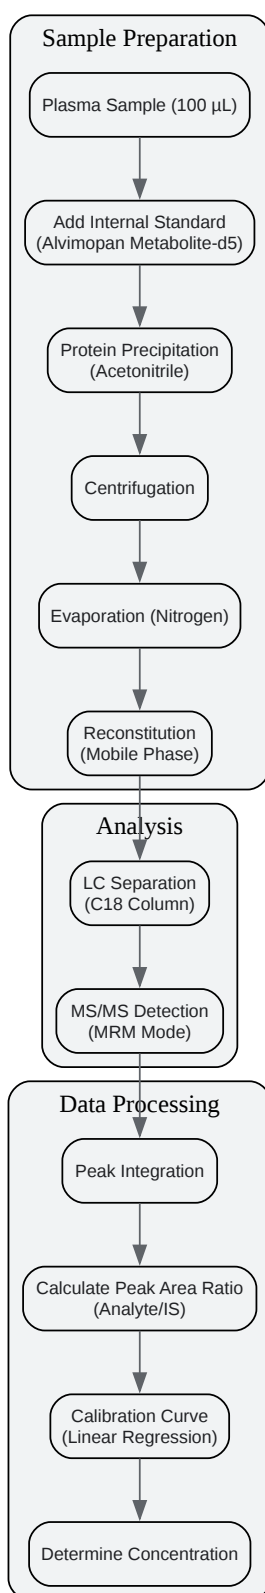 Sample Preparation
Plasma Sample (100 µL)
Add Internal Standard
(Alvimopan Metabolite-d5)
Protein Precipitation
(Acetonitrile)
Centrifugation
Evaporation (Nitrogen)
Reconstitution
(Mobile Phase)
Analysis
LC Separation
(C18 Column)
MS/MS Detection
(MRM Mode)
Data Processing
Peak Integration
Calculate Peak Area Ratio
(Analyte/IS)
Calibration Curve
(Linear Regression)
Determine Concentration